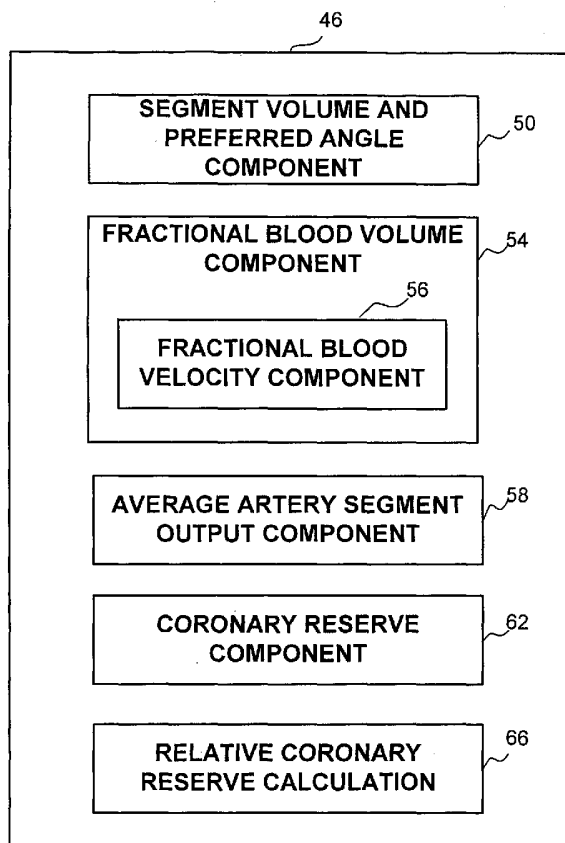 46
SEGMENT VOLUME AND
PREFERRED ANGLE
COMPONENT
50
FRACTIONAL BLOOD VOLUME
COMPONENT
54
56
FRACTIONAL BLOOD
VELOCITY COMPONENT
AVERAGE ARTERY SEGMENT
OUTPUT COMPONENT
58
CORONARY RESERVE
COMPONENT
62
RELATIVE CORONARY
RESERVE CALCULATION
66